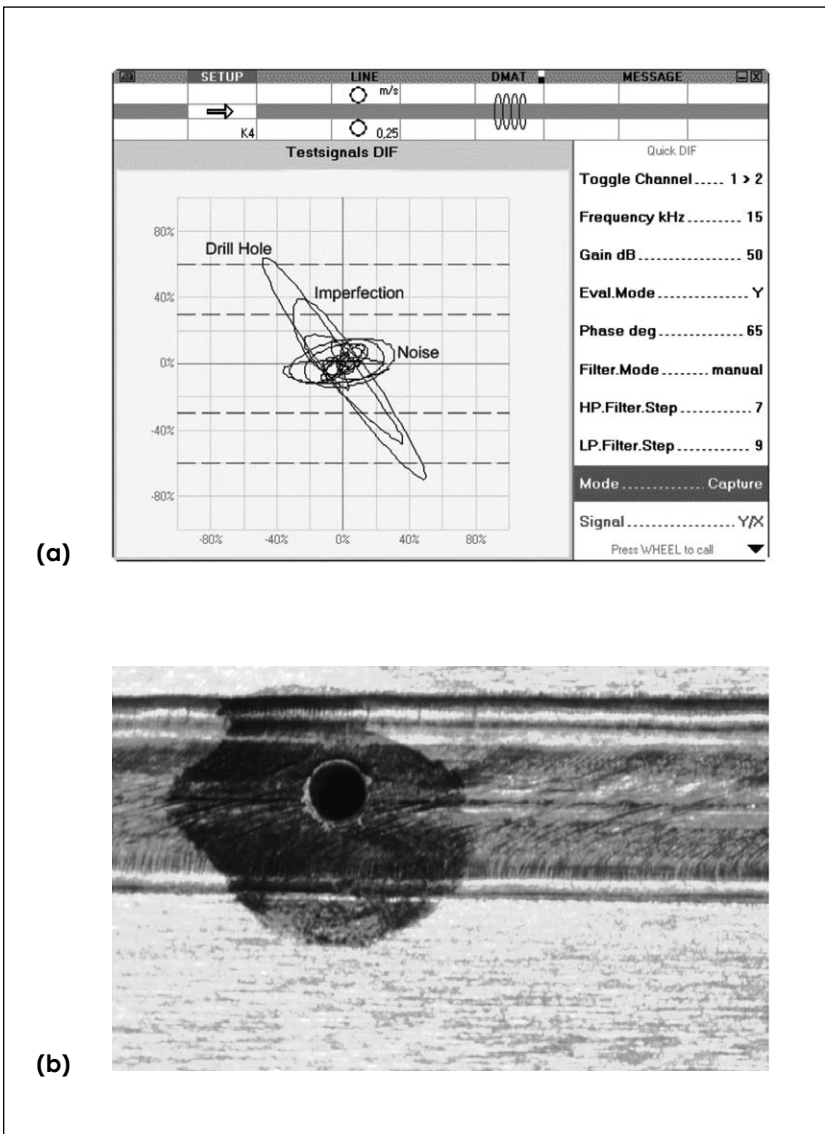 SETUP LINE DMAT MESSAGE
m/s
K4 0,25
Testsignals DIF
Quick DIF
Toggle Channel..... 1 > 2
Frequency kHz......... 15
Gain dB................... 50
Eval.Mode................ Y
Phase deg................ 65
Filter.Mode.... manual
HP.Filter.Step.......... 7
LP.Filter.Step........... 9
Mode............ Capture
Signal.................. Y/X
Press WHEEL to call
80%
40%
0%
-40%
-80%
Drill Hole
Imperfection
Noise
-80% -40% 0% 40% 80%
(a)
(b)